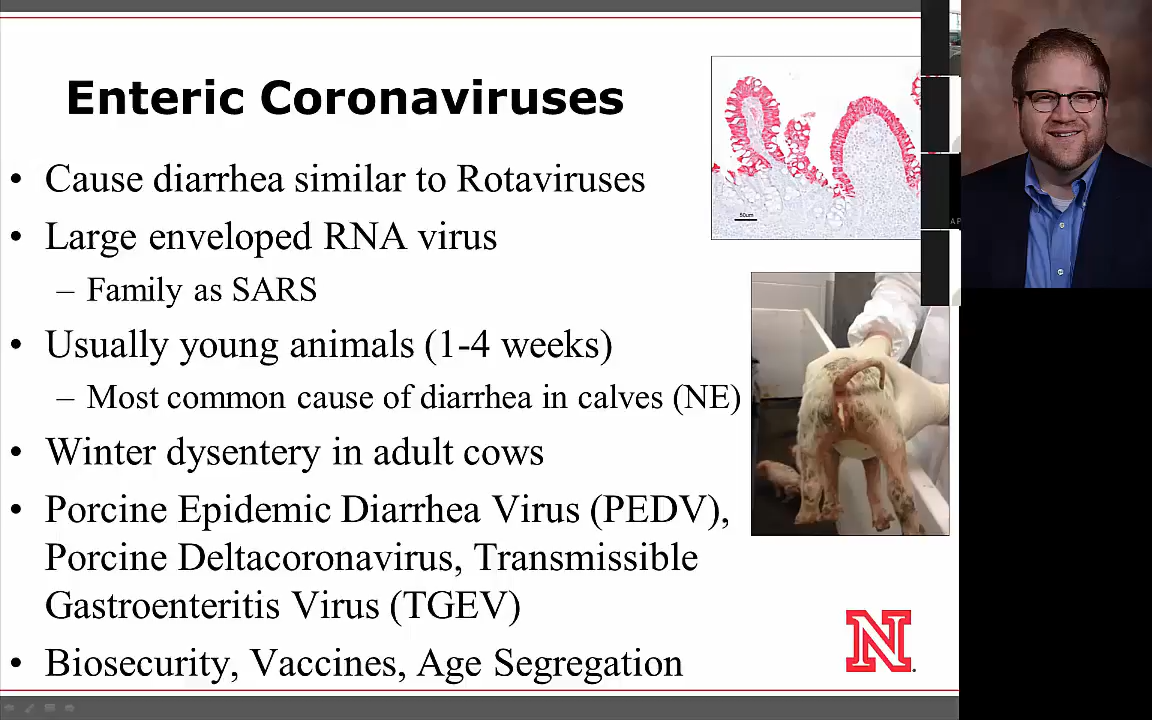 Enteric Coronaviruses
• Cause diarrhea similar to Rotaviruses
• Large enveloped RNA virus
– Family as SARS
• Usually young animals (1-4 weeks)
– Most common cause of diarrhea in calves (NE)
• Winter dysentery in adult cows
• Porcine Epidemic Diarrhea Virus (PEDV),
Porcine Deltacoronavirus, Transmissible
Gastroenteritis Virus (TGEV)
• Biosecurity, Vaccines, Age Segregation
50um
AP
N